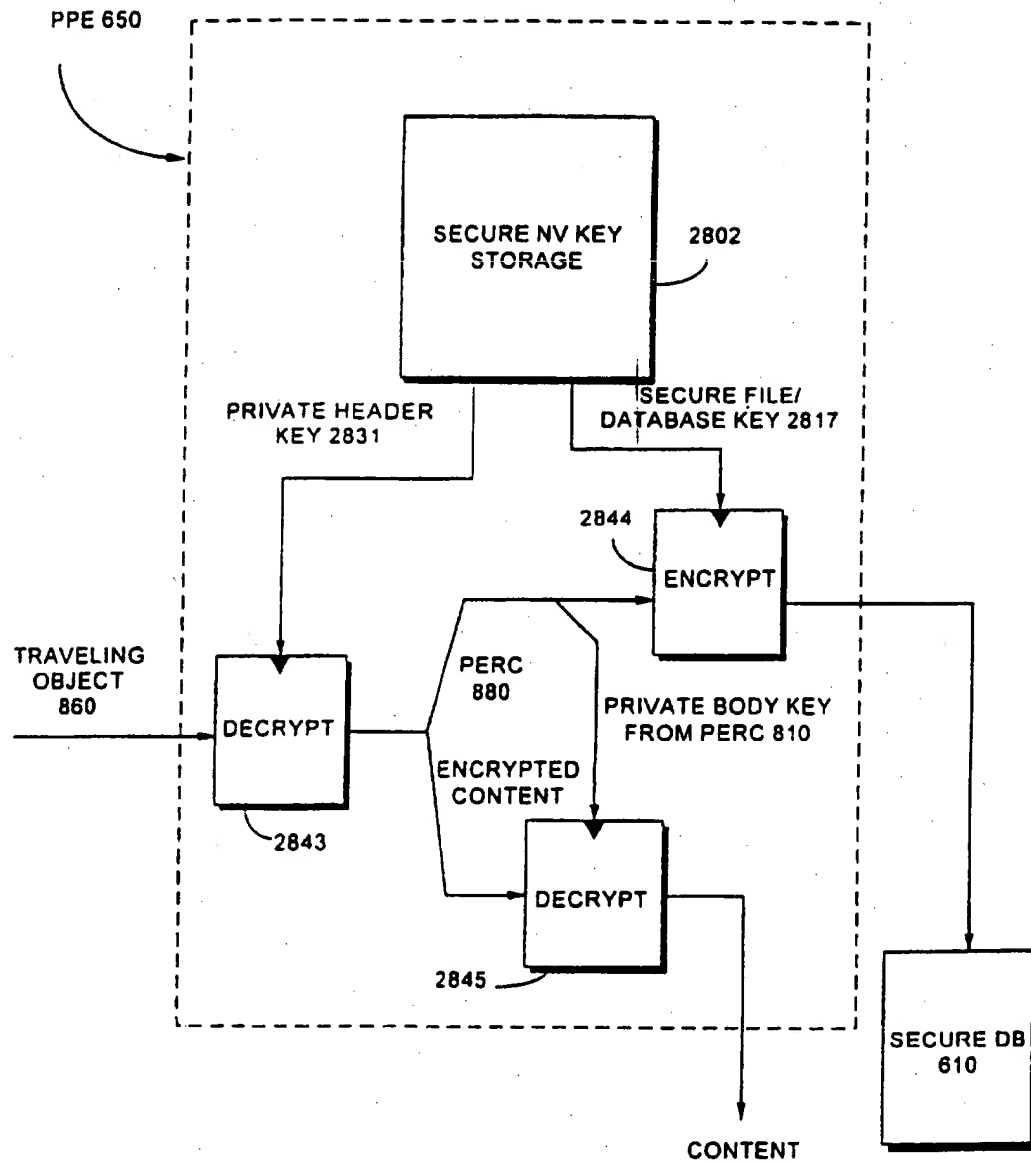 PPE 650
SECURE NV KEY
STORAGE
2802
PRIVATE HEADER
KEY 2831
SECURE FILE/
DATABASE KEY 2817
2844
ENCRYPT
TRAVELING
OBJECT
860
DECRYPT
2843
PERC
880
PRIVATE BODY KEY
FROM PERC 810
ENCRYPTED
CONTENT
DECRYPT
2845
SECURE DB
610
CONTENT